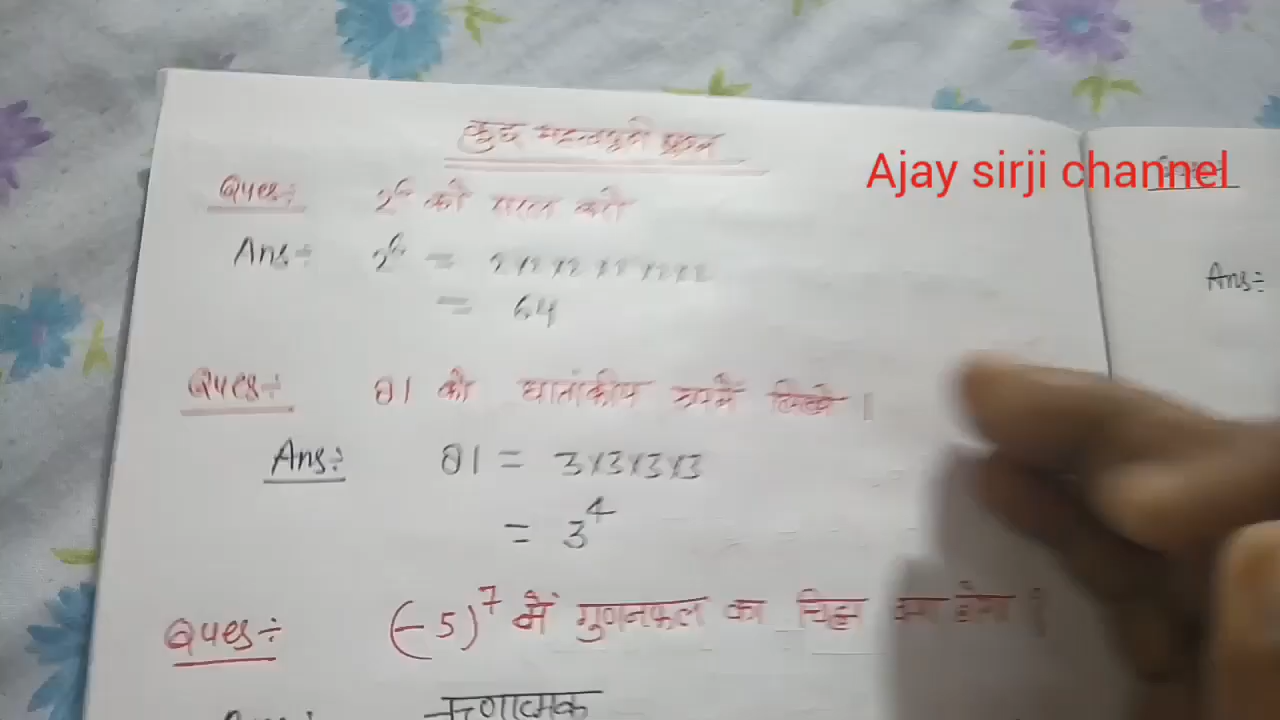 कुछ महत्वपूर्ण प्रश्न
Ajay sirji channel
Ques÷ 2⁶ को सरल करो
Ans÷ 2⁶ = 2×2×2×2×2×2
= 64
Ques÷ 81 को घातांकीय रूप में लिखो ।
Ans÷ 81 = 3×3×3×3
= 3⁴
Ques÷ (-5)⁷ में गुणनफल का चिह्न क्या होगा ?
ऋणात्मक
Ans÷